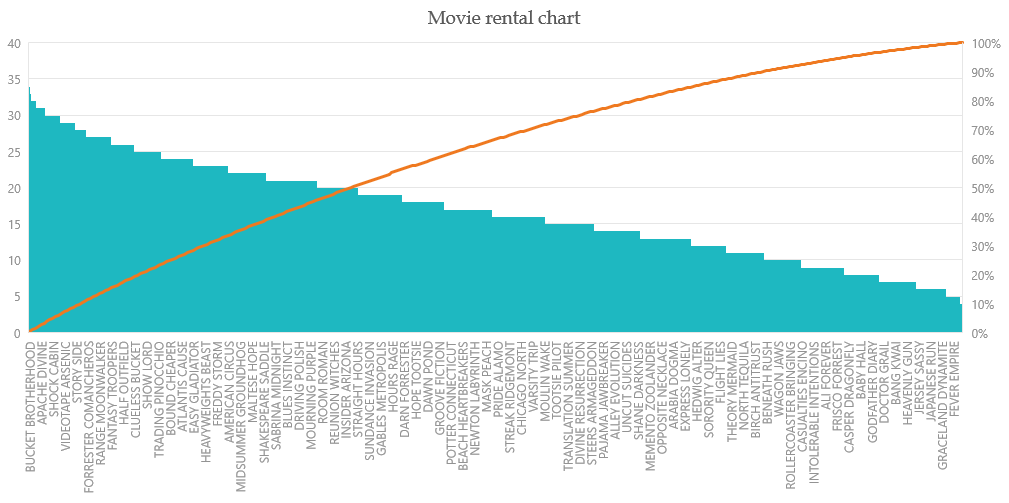 Movie rental chart
40
35
30
25
20
15
10
5
0
100%
90%
80%
70%
60%
50%
40%
30%
20%
10%
0%
BUCKET BROTHERHOOD
APACHE DIVINE
SHOCK CABIN
VIDEOTAPE ARSENIC
STORY SIDE
FORRESTER COMANCHEROS
RANGE MOONWALKER
FANTASY TROOPERS
HALF OUTFIELD
CLUELESS BUCKET
SHOW LORD
TRADING PINOCCHIO
BOUND CHEAPER
ATLANTIS CAUSE
EASY GLADIATOR
HEAVYWEIGHTS BEAST
FREDDY STORM
AMERICAN CIRCUS
MIDSUMMER GROUNDHOG
MALTESE HOPE
SHAKESPEARE SADDLE
SABRINA MIDNIGHT
BLUES INSTINCT
DRIVING POLISH
MOURNING PURPLE
ROOM ROMAN
REUNION WITCHES
INSIDER ARIZONA
STRAIGHT HOURS
SUNDANCE INVASION
GABLES METROPOLIS
HOURS RAGE
DARN FORRESTER
HOPE TOOTSIE
DAWN POND
GROOVE FICTION
POTTER CONNECTICUT
BEACH HEARTBREAKERS
NEWTON LABYRINTH
MASK PEACH
PRIDE ALAMO
STREAK RIDGEMONT
CHICAGO NORTH
VARSITY TRIP
MOULIN WAKE
TOOTSIE PILOT
TRANSLATION SUMMER
DIVINE RESURRECTION
STEERS ARMAGEDDON
PAJAMA JAWBREAKER
ALLEY EVOLUTION
UNCUT SUICIDES
SHANE DARKNESS
MEMENTO ZOOLANDER
OPPOSITE NECKLACE
ARABIA DOGMA
EXPRESS LONELY
HEDWIG ALTER
SORORITY QUEEN
FLIGHT LIES
THEORY MERMAID
NORTH TEQUILA
BIRCH ANTITRUST
BENEATH RUSH
WAGON JAWS
ROLLERCOASTER BRINGING
CASUALTIES ENCINO
INTOLERABLE INTENTIONS
ALI FOREVER
FRISCO FORREST
CASPER DRAGONFLY
BABY HALL
GODFATHER DIARY
DOCTOR GRAIL
BANG KWAI
HEAVENLY GUN
JERSEY SASSY
JAPANESE RUN
GRACELAND DYNAMITE
FEVER EMPIRE